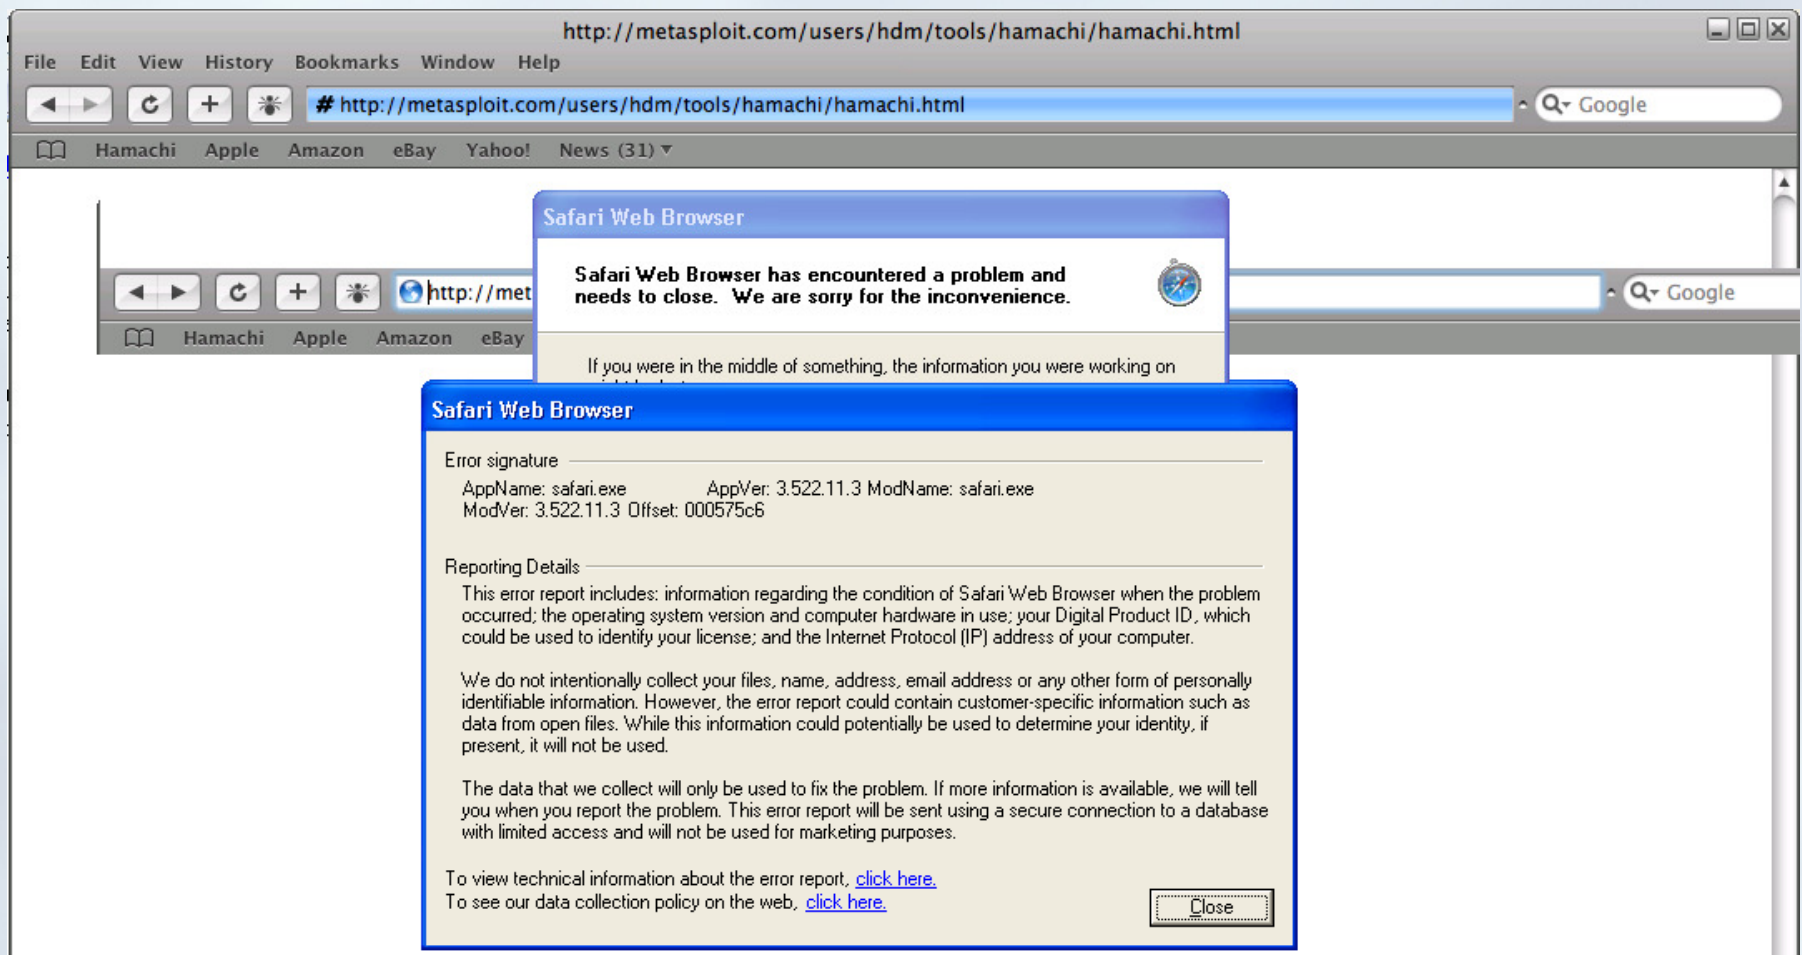 http://metasploit.com/users/hdm/tools/hamachi/hamachi.html
File Edit View History Bookmarks Window Help
# http://metasploit.com/users/hdm/tools/hamachi/hamachi.html
Google
Hamachi Apple Amazon eBay Yahoo! News (31)
Safari Web Browser
Safari Web Browser has encountered a problem and
needs to close. We are sorry for the inconvenience.
http://met
Google
Hamachi Apple Amazon eBay
If you were in the middle of something, the information you were working on
Safari Web Browser
Error signature
AppName: safari.exe AppVer: 3.522.11.3 ModName: safari.exe
ModVer: 3.522.11.3 Offset: 000575c6
Reporting Details
This error report includes: information regarding the condition of Safari Web Browser when the problem
occurred; the operating system version and computer hardware in use; your Digital Product ID, which
could be used to identify your license; and the Internet Protocol (IP) address of your computer.
We do not intentionally collect your files, name, address, email address or any other form of personally
identifiable information. However, the error report could contain customer-specific information such as
data from open files. While this information could potentially be used to determine your identity, if
present, it will not be used.
The data that we collect will only be used to fix the problem. If more information is available, we will tell
you when you report the problem. This error report will be sent using a secure connection to a database
with limited access and will not be used for marketing purposes.
To view technical information about the error report, click here.
To see our data collection policy on the web, click here.
Close